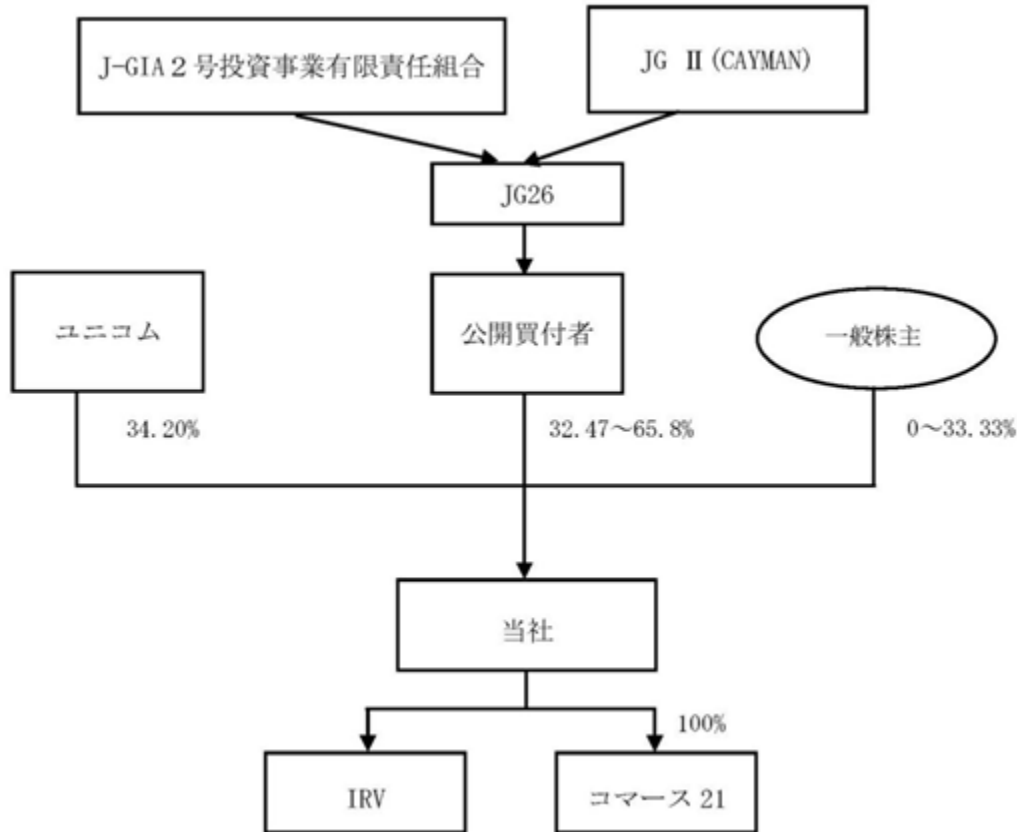 J-GIA２号投資事業有限責任組合
JG Ⅱ(CAYMAN)
JG26
ユニコム
公開買付者
一般株主
34.20%
32.47～65.8%
0～33.33%
当社
100%
IRV
コマース21